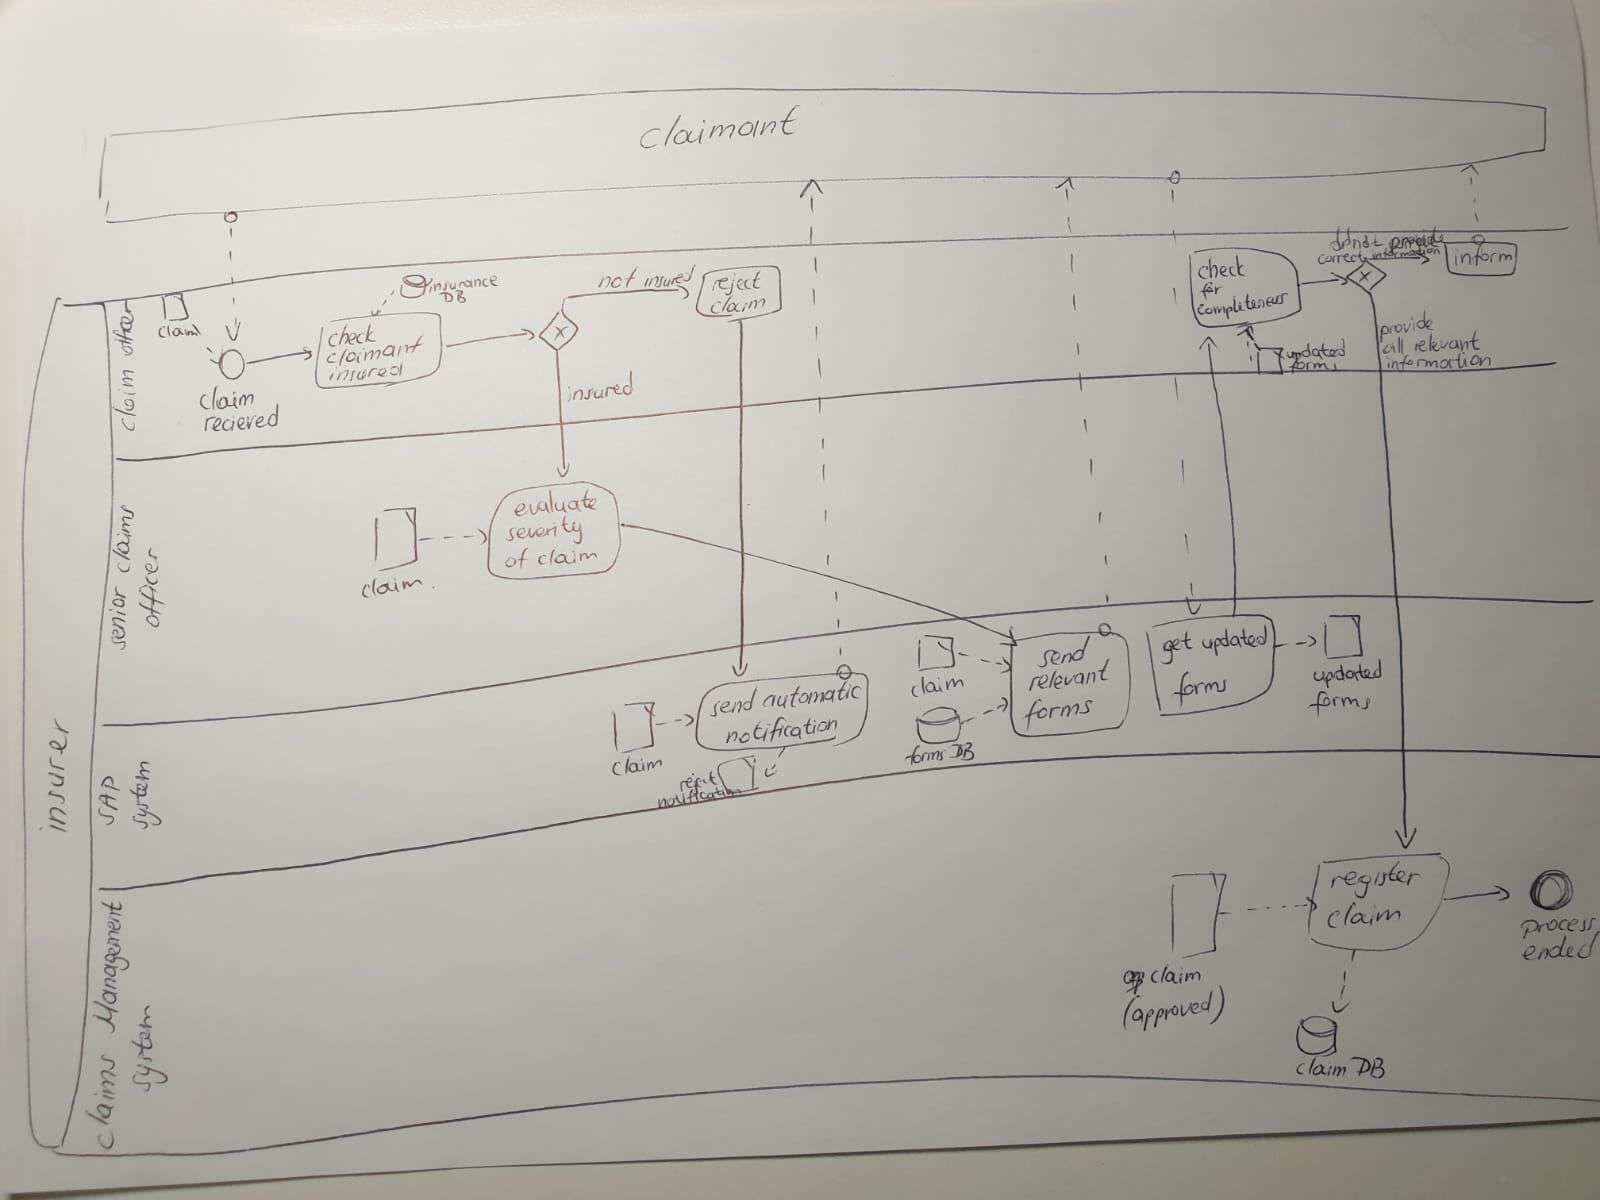 claimant
claim
claim
recieved
insurance
DB
check
claimant
insured
X
not insured
insured
reject
claim
check
for
completeness
updated
forms
X
correct information
inform
provide
all relevant
information
claim
evaluate
severity
of claim
claim
send automatic
notification
reject
notification
claim
forms DB
send
relevant
forms
get updated
forms
updated
forms
claim
(approved)
register
claim
claim DB
process
ended
insurer
claim other
senior claims
officer
SAP
system
claims Management
system